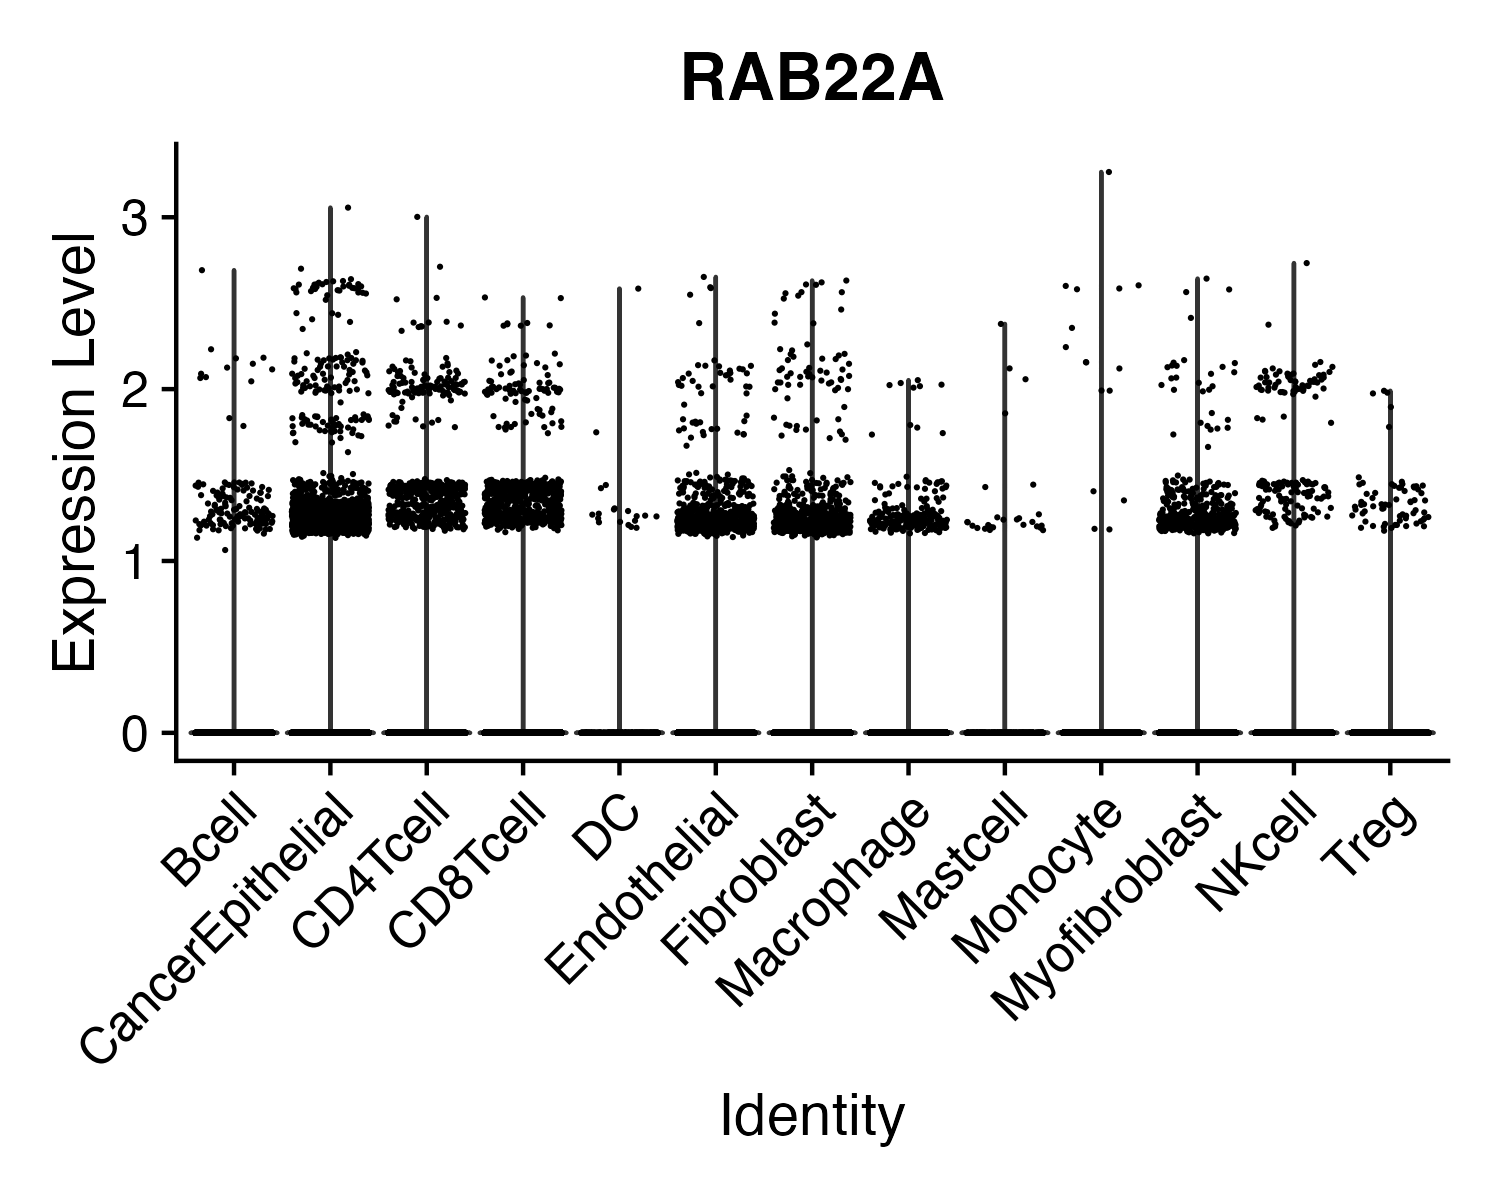 RAB22A
Expression Level
3
2
1
0
Bcell
CancerEpithelial
CD4Tcell
CD8Tcell
DC
Endothelial
Fibroblast
Macrophage
Mastcell
Monocyte
Myofibroblast
NKcell
Treg
Identity